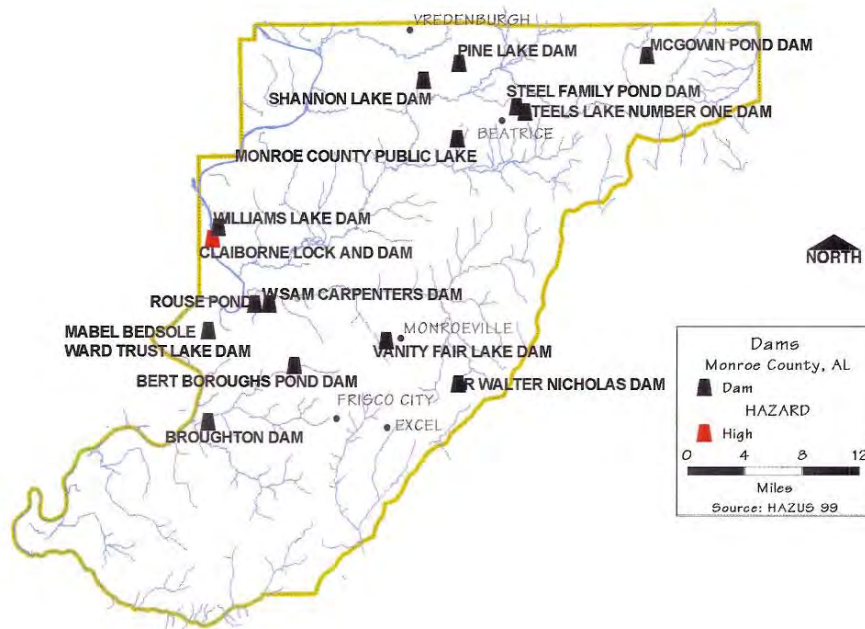 VREDENBURGH
PINE LAKE DAM
MCGOWIN POND DAM
SHANNON LAKE DAM
STEEL FAMILY POND DAM
TEELS LAKE NUMBER ONE DAM
BEATRICE
MONROE COUNTY PUBLIC LAKE
WILLIAMS LAKE DAM
CLAIBORNE LOCK AND DAM
NORTH
ROUSE POND
W SAM CARPENTERS DAM
MABEL BEDSOLE
WARD TRUST LAKE DAM
MONROEVILLE
VANITY FAIR LAKE DAM
BERT BOROUGHS POND DAM
R WALTER NICHOLAS DAM
FRISCO CITY
EXCEL
BROUGHTON DAM
Dams
Monroe County, AL
Dam
HAZARD
High
0 4 8 12
Miles
Source: HAZUS 99